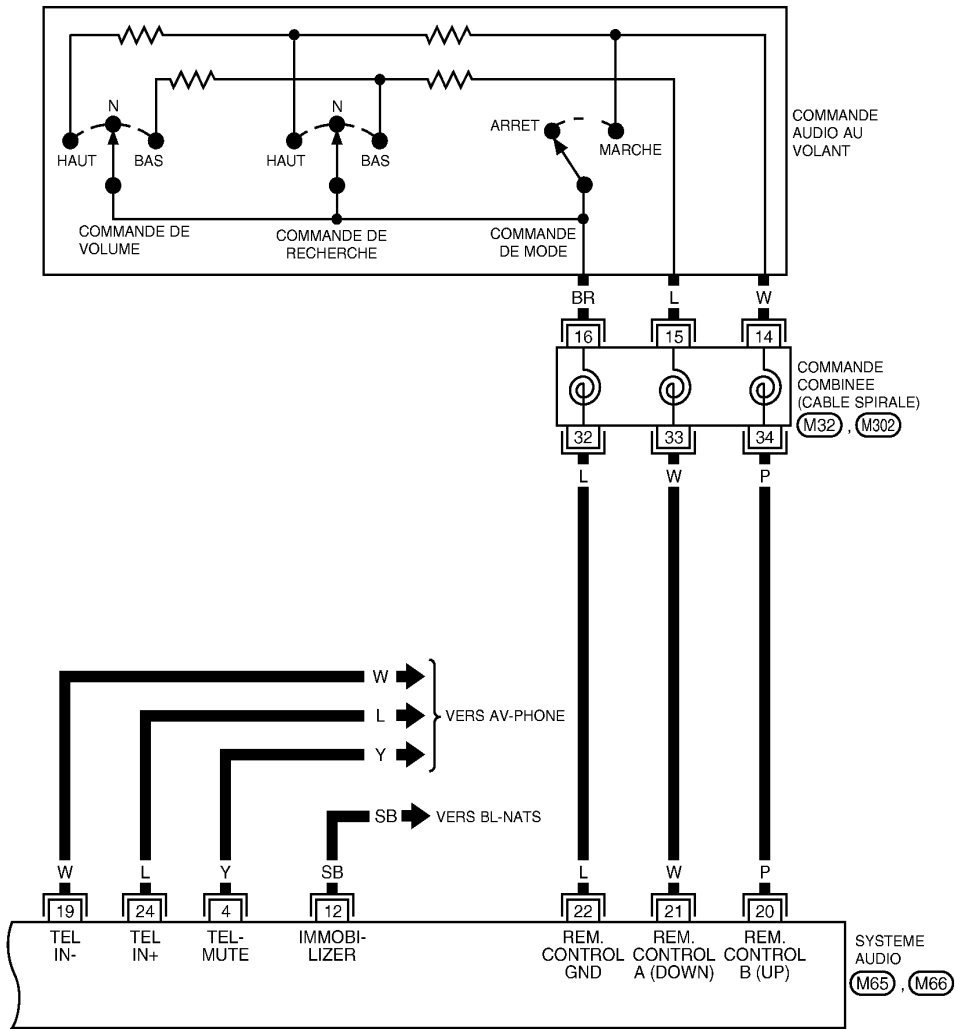 N
N
HAUT
BAS
HAUT
BAS
ARRET
MARCHE
COMMANDE
AUDIO AU
VOLANT
COMMANDE DE
VOLUME
COMMANDE DE
RECHERCHE
COMMANDE
DE MODE
BR
L
W
16
15
14
COMMANDE
COMBINEE
(CABLE SPIRALE)
M32 , M302
32
33
34
L
W
P
W
L
VERS AV-PHONE
Y
SB
VERS BL-NATS
W
L
Y
SB
L
W
P
19
24
4
12
22
21
20
TEL
IN-
TEL
IN+
TEL-
MUTE
IMMOBI-
LIZER
REM.
CONTROL
GND
REM.
CONTROL
A (DOWN)
REM.
CONTROL
B (UP)
SYSTEME
AUDIO
M65 , M66